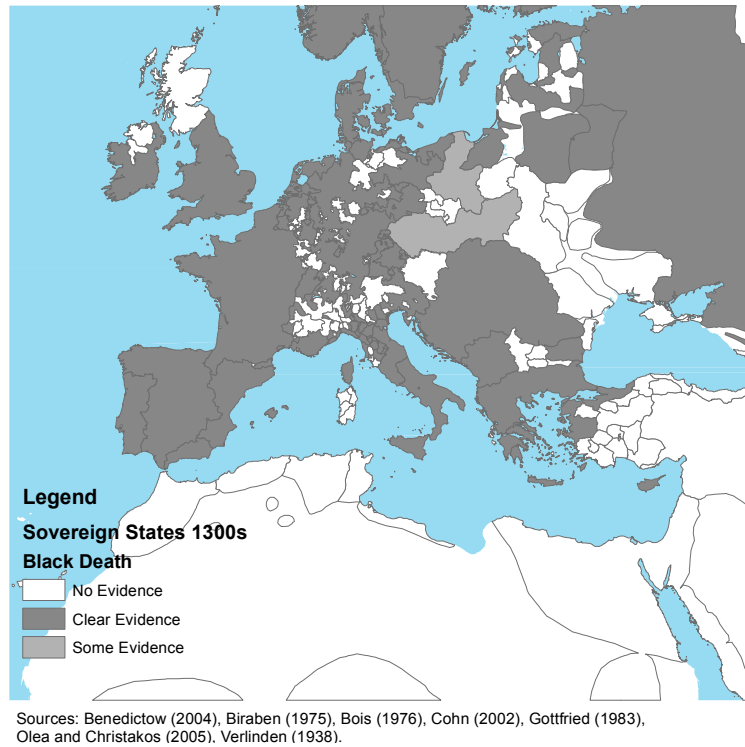 Legend
Sovereign States 1300s
Black Death
No Evidence
Clear Evidence
Some Evidence
Sources: Benedictow (2004), Biraben (1975), Bois (1976), Cohn (2002), Gottfried (1983),
Olea and Christakos (2005), Verlinden (1938).